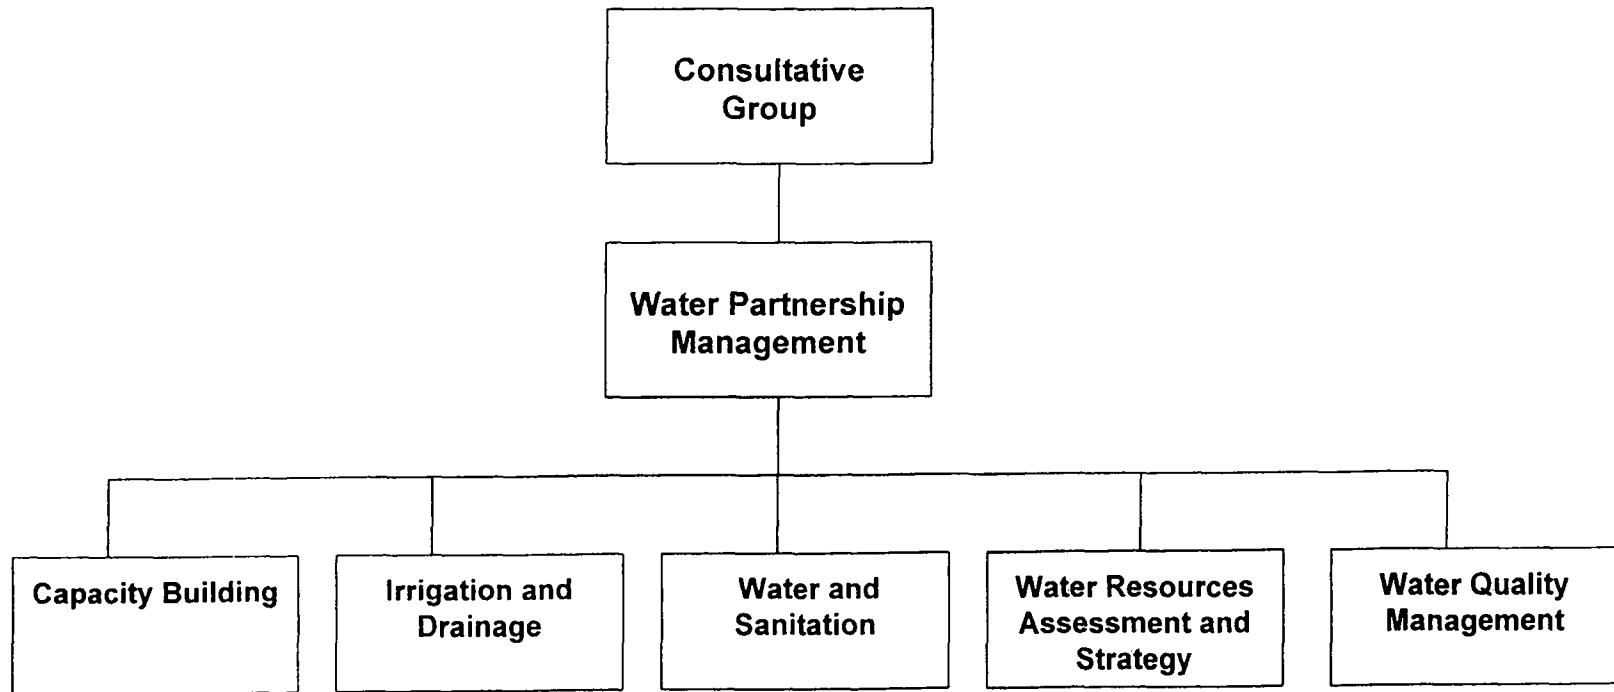 Consultative
Group
Water Partnership
Management
Capacity Building
Irrigation and
Drainage
Water and
Sanitation
Water Resources
Assessment and
Strategy
Water Quality
Management